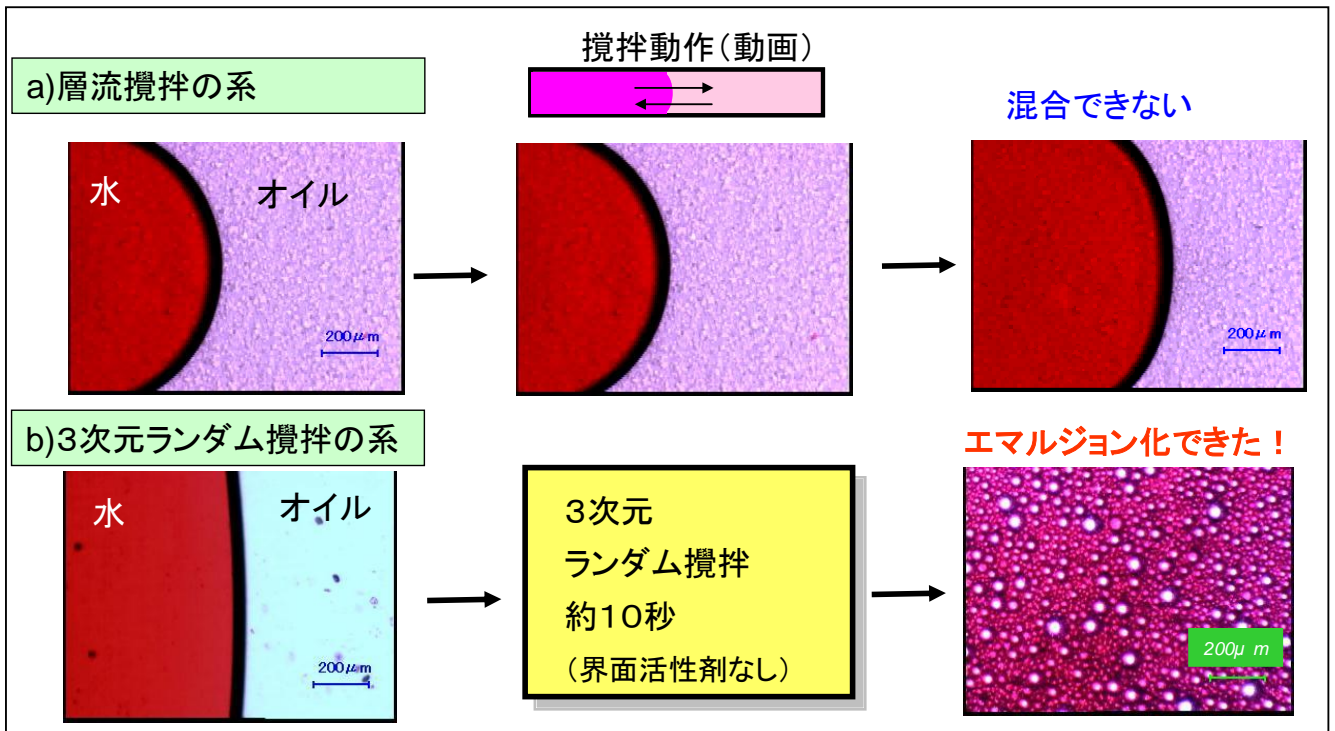 撹拌動作（動画）
a)層流攪拌の系
混合できない
水
オイル
200μm
200μm
b)３次元ランダム攪拌の系
エマルジョン化できた！
水
オイル
200μm
３次元
ランダム攪拌
約１０秒
（界面活性剤なし）
200μ m